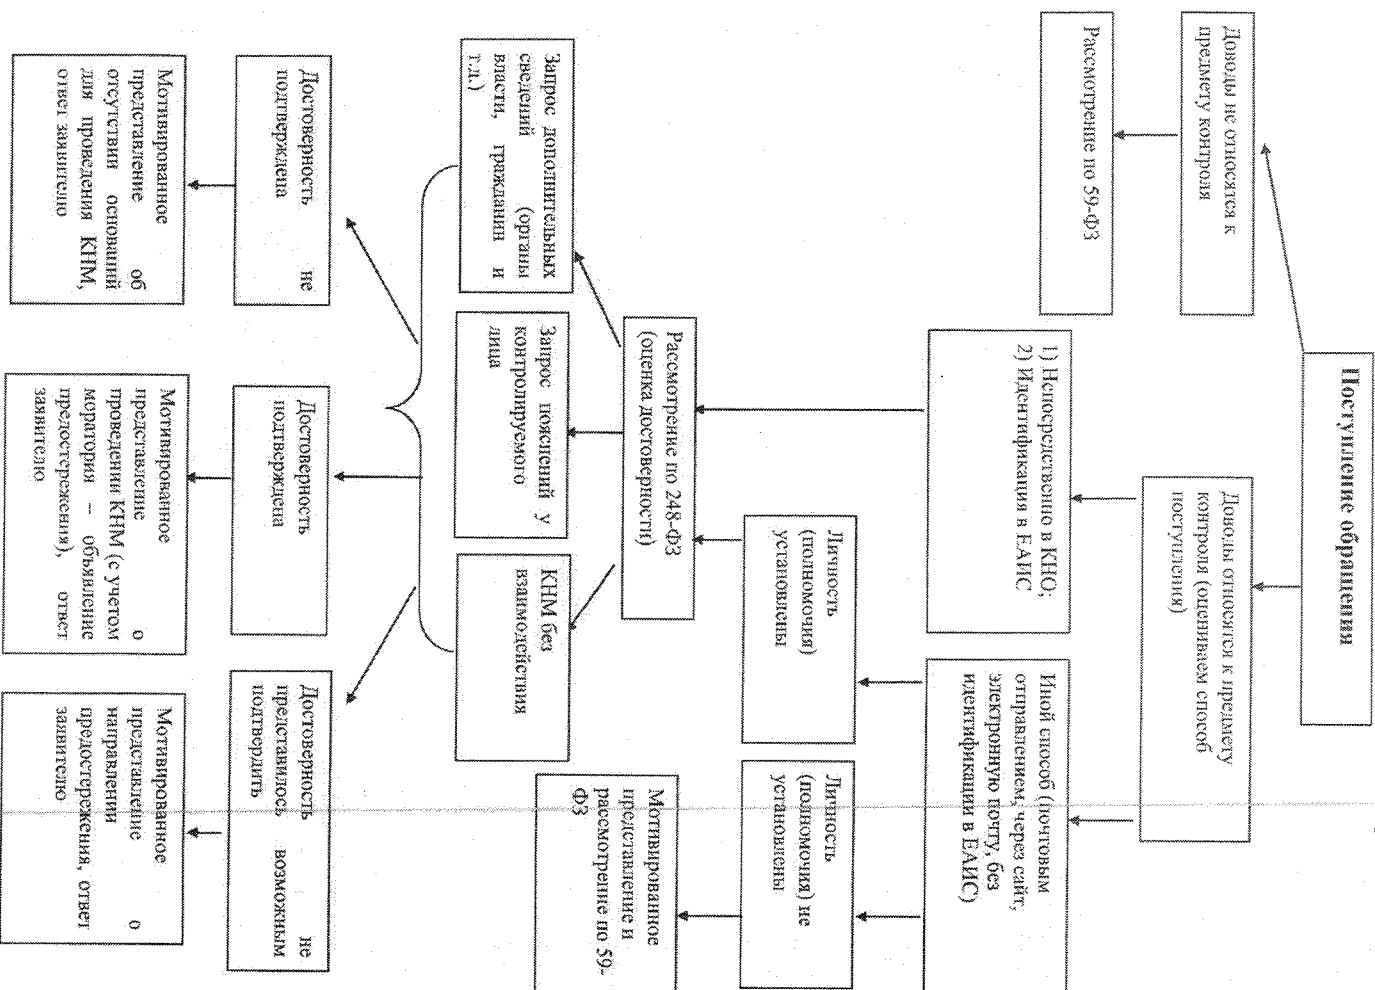 Поступление обращения
Доводы не относятся к
предмету контроля
Рассмотрение по 59-ФЗ
Доводы относятся к предмету
контроля (оцениваем способ
поступления)
1) Непосредственно в КНО;
2) Идентификация в ЕАИС
Иной способ (почтовым
отправлением, через сайт,
электронную почту, без
идентификации в ЕАИС)
Личность
(полномочия)
установлены
Личность
(полномочия) не
установлены
Рассмотрение по 248-ФЗ
(оценка достоверности)
Мотивированное
представление и
рассмотрение по 59-
ФЗ
Запрос дополнительных
сведений (органы
власти, гражданин и
т.д.)
Запрос пояснений у
контролируемого
лица
КНМ без
взаимодействия
Достоверность не
подтверждена
Достоверность
подтверждена
Достоверность не
представилось возможным
подтвердить
Мотивированное
представление об
отсутствии оснований
для проведения КНМ,
ответ заявителю
Мотивированное
представление о
проведении КНМ (с учетом
моратория – объявление
предостережения), ответ
заявителю
Мотивированное
представление о
направлении
предостережения, ответ
заявителю